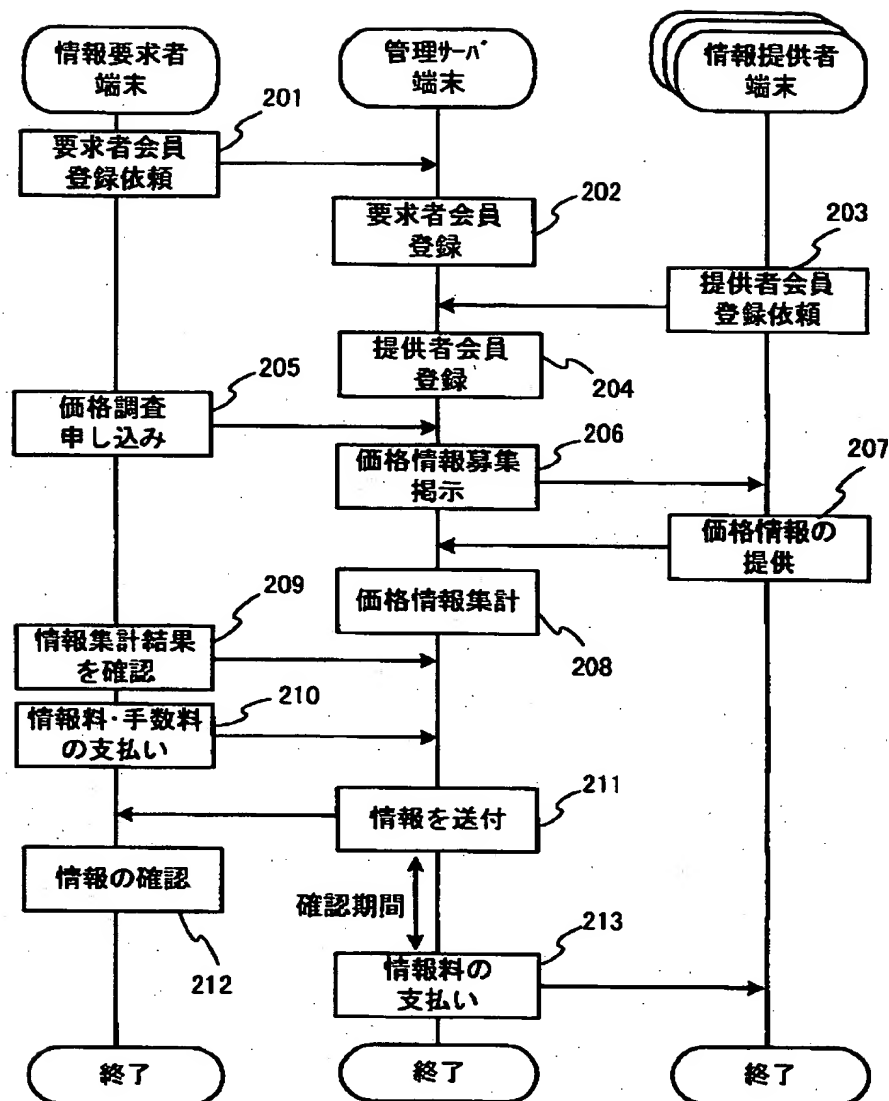 情報要求者
端末
管理サーバ
端末
情報提供者
端末
201
要求者会員
登録依頼
202
要求者会員
登録
203
提供者会員
登録依頼
提供者会員
登録
204
205
価格調査
申し込み
206
価格情報募集
掲示
207
価格情報の
提供
価格情報集計
208
209
情報集計結果
を確認
210
情報料・手数料
の支払い
211
情報を送付
情報の確認
212
確認期間
213
情報料の
支払い
終了
終了
終了